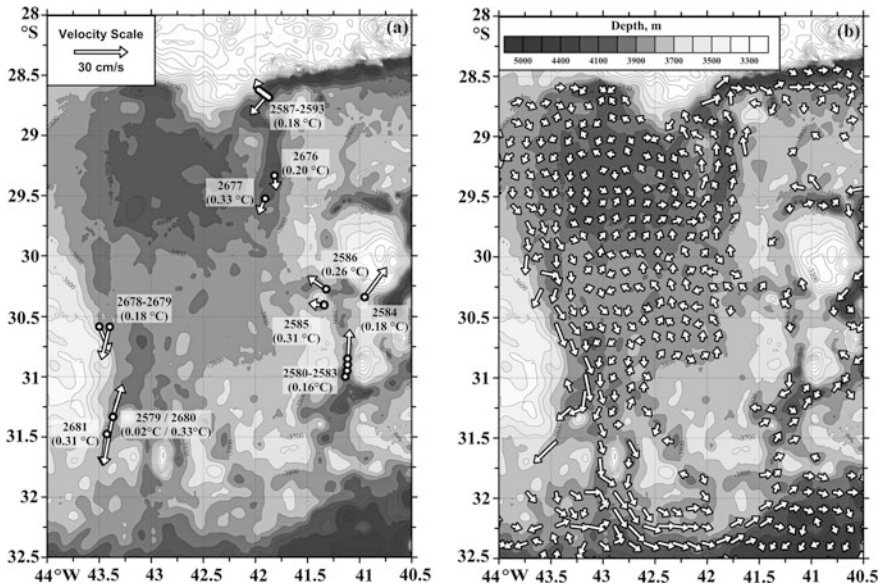 28
°S
28.5
29
29.5
30
30.5
31
31.5
32
32.5
44
°W
43.5
43
42.5
42
41.5
41
40.5
Velocity Scale
30 cm/s
(a)
2587-2593
(0.18 °C)
2676
(0.20 °C)
2677
(0.33 °C)
2586
(0.26 °C)
2584
(0.18 °C)
2678-2679
(0.18 °C)
2585
(0.31 °C)
2580-2583
(0.16°C)
2681
(0.31 °C)
2579 / 2680
(0.02°C / 0.33°C)
28
°S
28.5
29
29.5
30
30.5
31
31.5
32
32.5
44
°W
43.5
43
42.5
42
41.5
41
40.5
Depth, m
5000 4400 4100 3900 3700 3500 3300
(b)